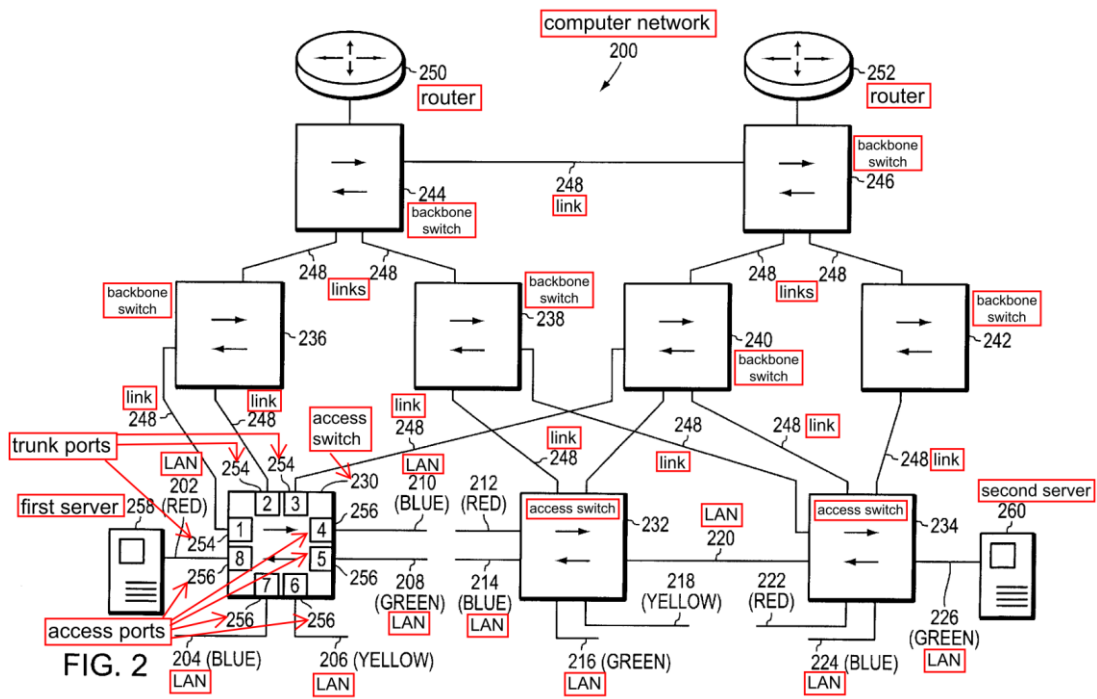 computer network
200
250
router
252
router
backbone
switch
246
244
backbone
switch
248
link
248
248
links
248
248
links
backbone
switch
236
backbone
switch
238
240
backbone
switch
backbone
switch
242
link
248
link
248
access
switch
link
248
link
248
248
link
248
link
248
link
trunk ports
254
254
230
LAN
202
(RED)
LAN
210
(BLUE)
212
(RED)
first server
258
2
3
256
1
4
254
8
5
256
256
7
6
256
256
access ports
access switch
232
LAN
220
access switch
234
second server
260
208
(GREEN)
LAN
214
(BLUE)
LAN
218
(YELLOW)
222
(RED)
226
(GREEN)
LAN
204 (BLUE)
LAN
206 (YELLOW)
LAN
216 (GREEN)
LAN
224 (BLUE)
LAN
FIG. 2